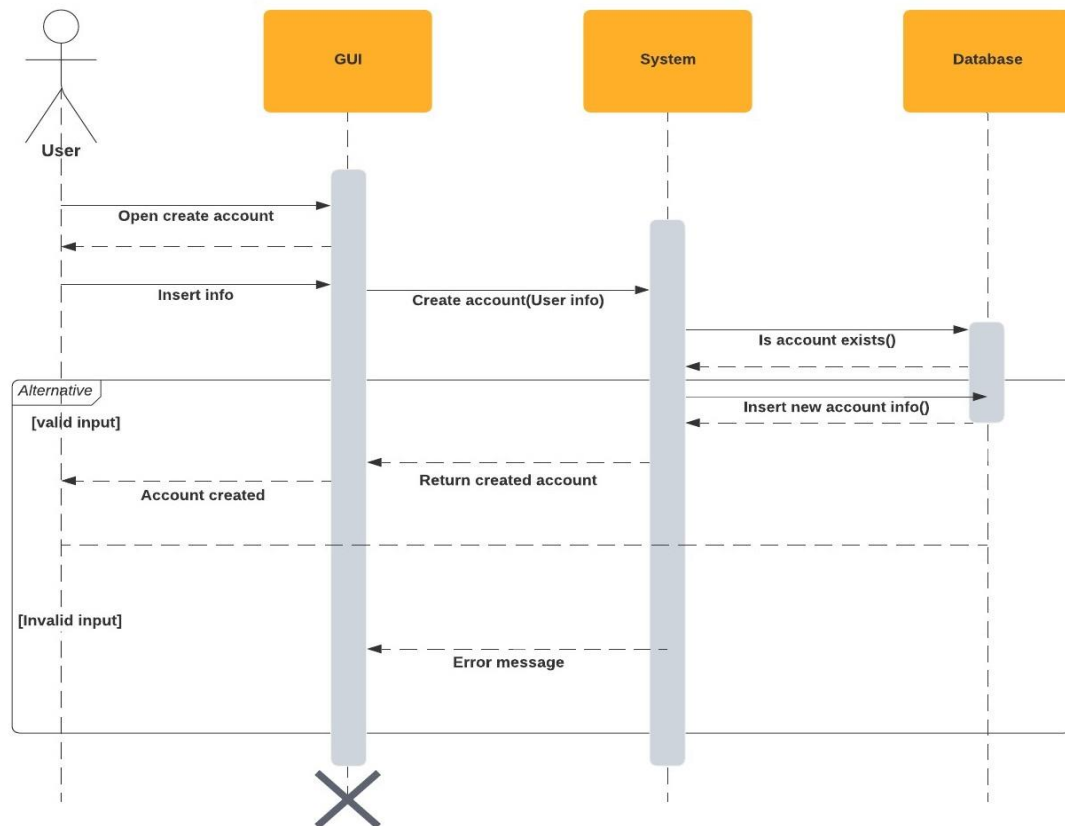 GUI
System
Database
User
Open create account
Insert info
Create account(User info)
Is account exists()
Alternative
Insert new account info()
[valid input]
Return created account
Account created
[Invalid input]
Error message